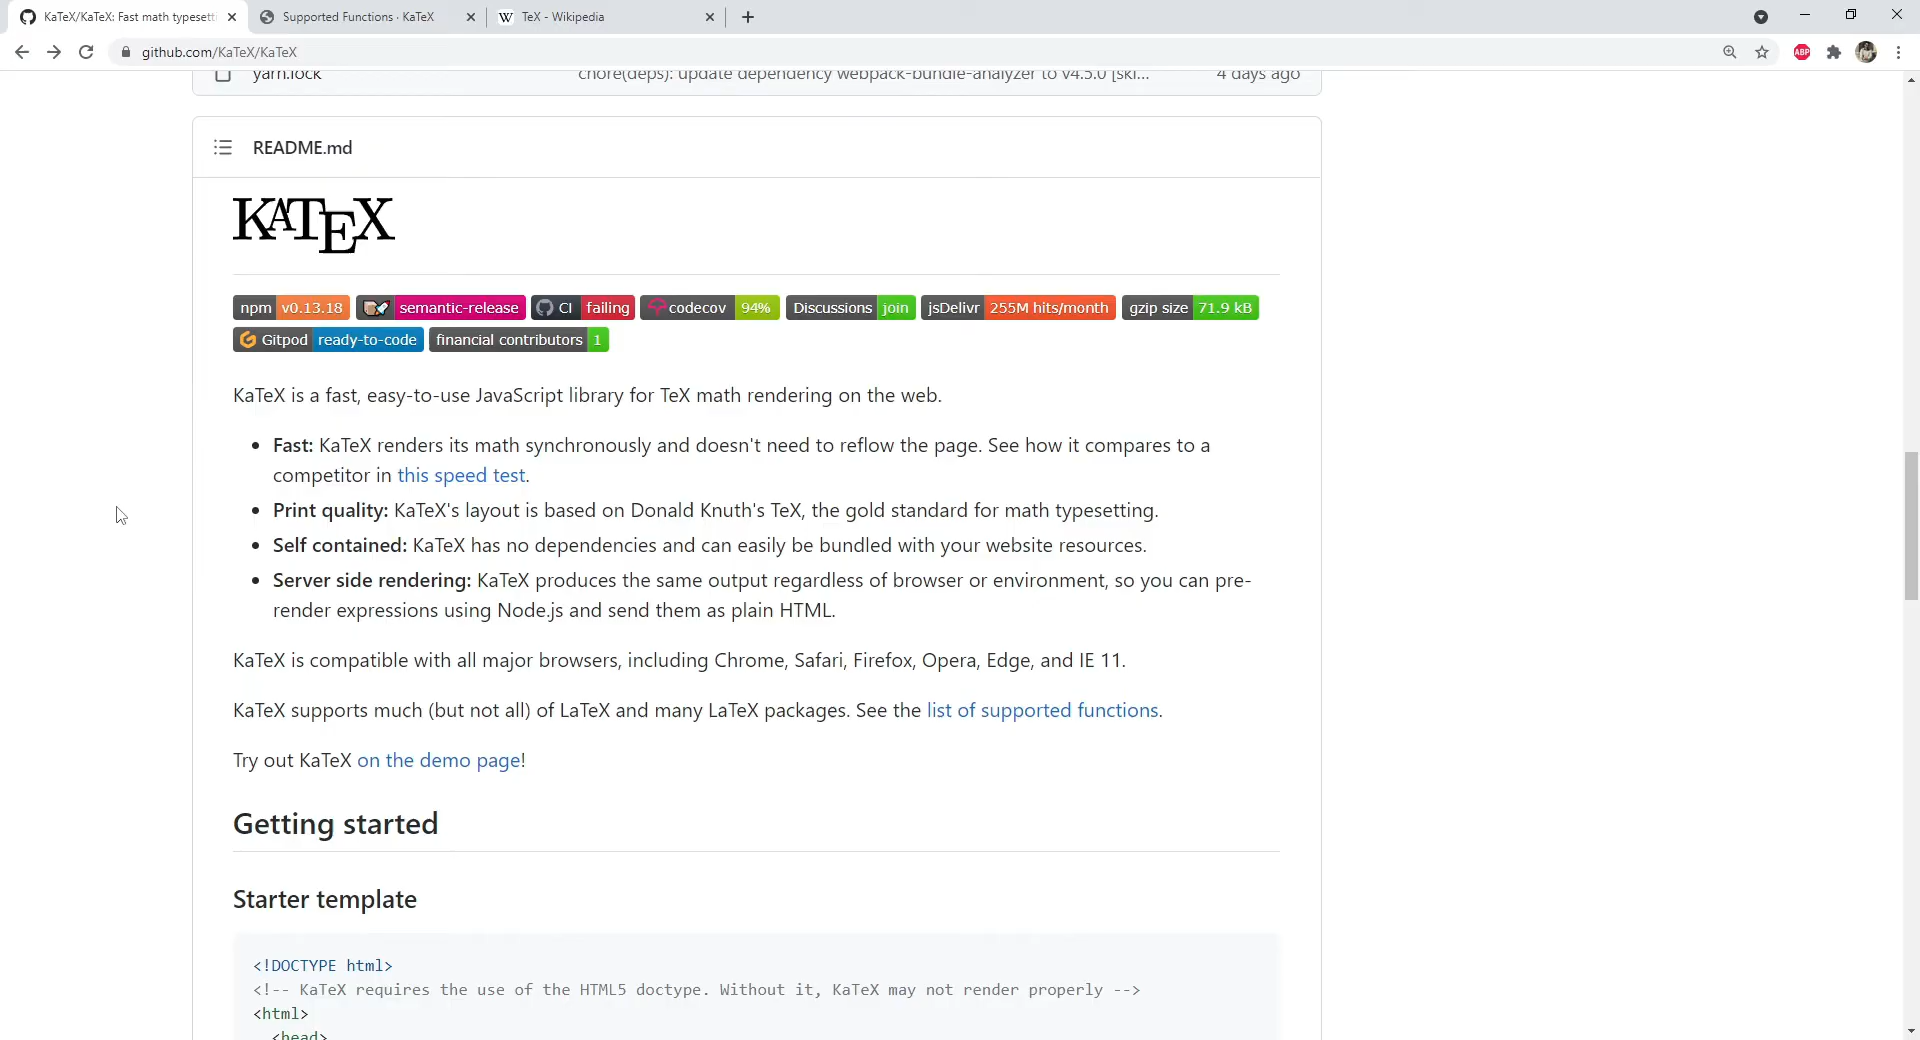 KaTeX/KaTeX: Fast math typesetti
Supported Functions · KaTeX
W TeX - Wikipedia
github.com/KaTeX/KaTeX
ABP
yarn.lock chore(deps): update dependency webpack-bundle-analyzer to v4.5.0 [ski... 4 days ago
README.md
KATEX
npm v0.13.18 semantic-release CI failing codecov 94% Discussions join jsDelivr 255M hits/month gzip size 71.9 kB
Gitpod ready-to-code financial contributors 1
KaTeX is a fast, easy-to-use JavaScript library for TeX math rendering on the web.
• Fast: KaTeX renders its math synchronously and doesn't need to reflow the page. See how it compares to a
competitor in this speed test.
• Print quality: KaTeX's layout is based on Donald Knuth's TeX, the gold standard for math typesetting.
• Self contained: KaTeX has no dependencies and can easily be bundled with your website resources.
• Server side rendering: KaTeX produces the same output regardless of browser or environment, so you can pre-
render expressions using Node.js and send them as plain HTML.
KaTeX is compatible with all major browsers, including Chrome, Safari, Firefox, Opera, Edge, and IE 11.
KaTeX supports much (but not all) of LaTeX and many LaTeX packages. See the list of supported functions.
Try out KaTeX on the demo page!
Getting started
Starter template
<!DOCTYPE html>
<!-- KaTeX requires the use of the HTML5 doctype. Without it, KaTeX may not render properly -->
<html>
<head>